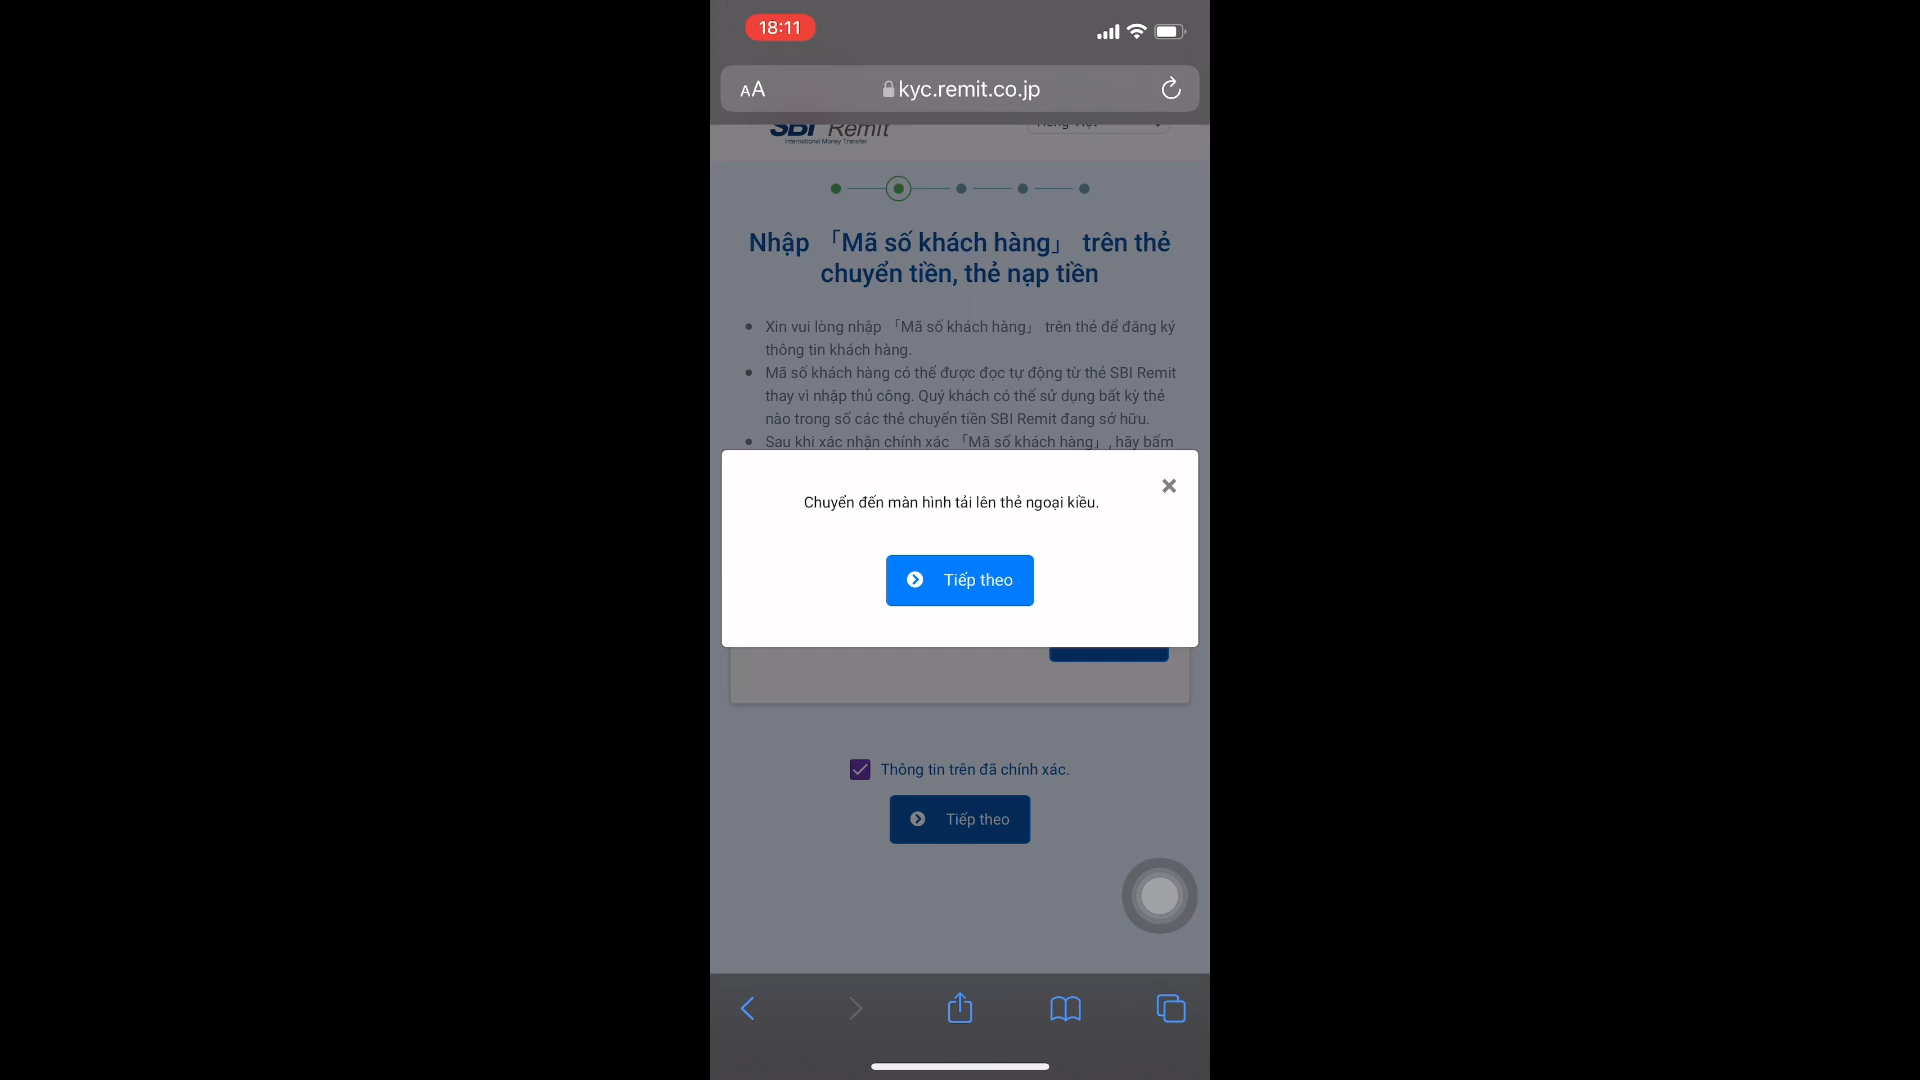 18:11
AA
kyc.remit.co.jp
SBI Remit
International Money Transfer
Tiếng Việt
Nhập 「Mã số khách hàng」 trên thẻ
chuyển tiền, thẻ nạp tiền
Xin vui lòng nhập 「Mã số khách hàng」 trên thẻ để đăng ký
thông tin khách hàng.
Mã số khách hàng có thể được đọc tự động từ thẻ SBI Remit
thay vì nhập thủ công. Quý khách có thể sử dụng bất kỳ thẻ
nào trong số các thẻ chuyển tiền SBI Remit đang sở hữu.
Sau khi xác nhận chính xác 「Mã số khách hàng」, hãy bấm
Chuyển đến màn hình tải lên thẻ ngoại kiều.
Tiếp theo
Thông tin trên đã chính xác.
Tiếp theo